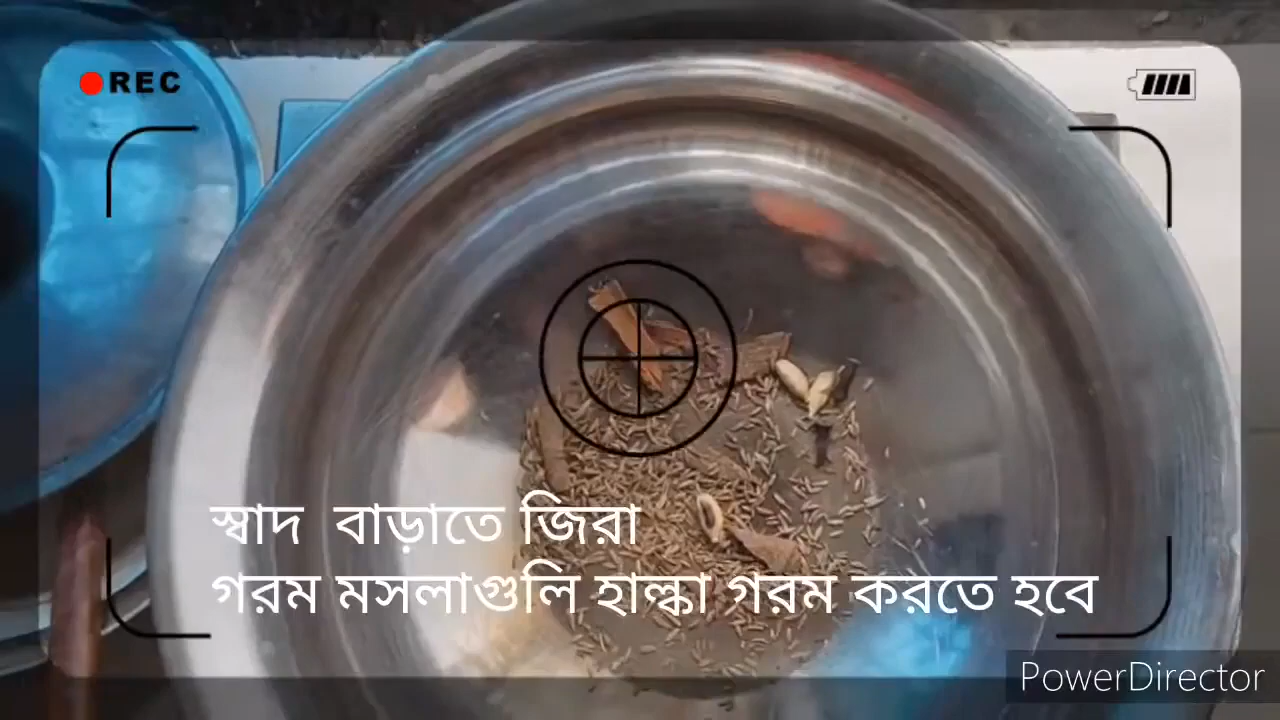 REC
স্বাদ বাড়াতে জিরা
গরম মসলাগুলি হাল্কা গরম করতে হবে
PowerDirector